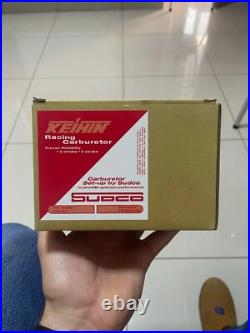 KEIHIN
Racing
Carburetor
Proven Reliability
• 2 stroke • 4 stroke
Carburetor
Set-up by Sudco
to provide optimum performance
SUDCO